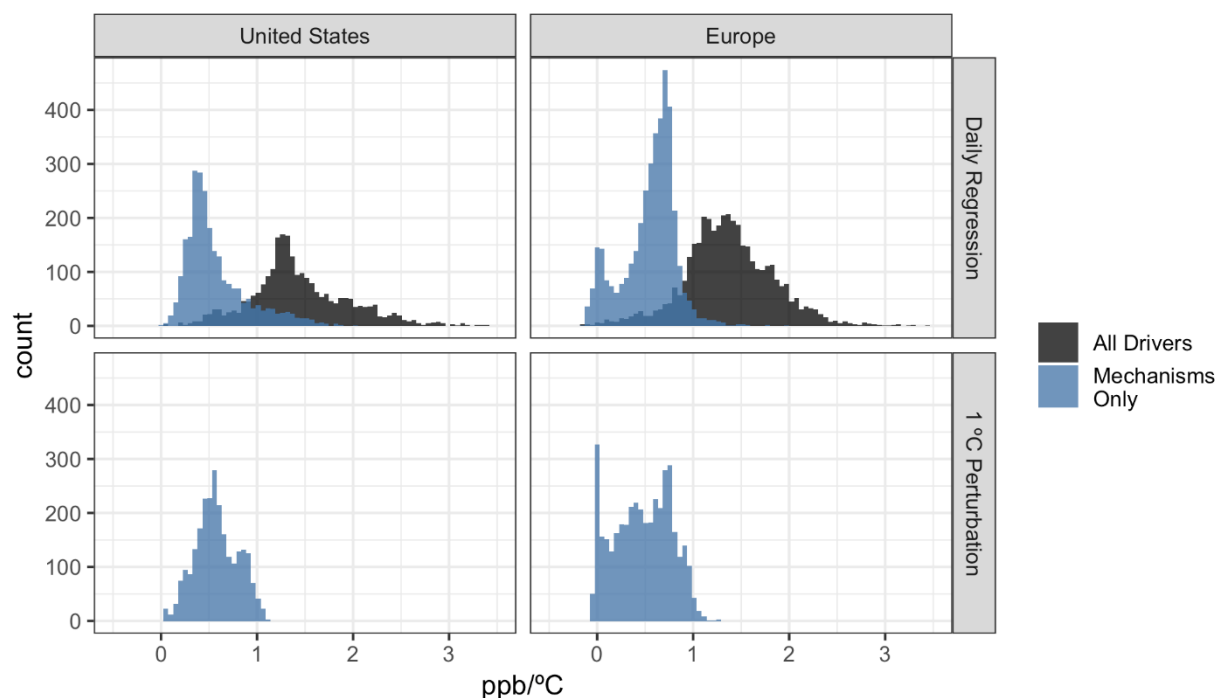 United States
Europe
400
300
200
100
0
Daily Regression
count
All Drivers
Mechanisms
Only
400
300
200
100
0
1 ºC Perturbation
0 1 2 3
0 1 2 3
ppb/ºC